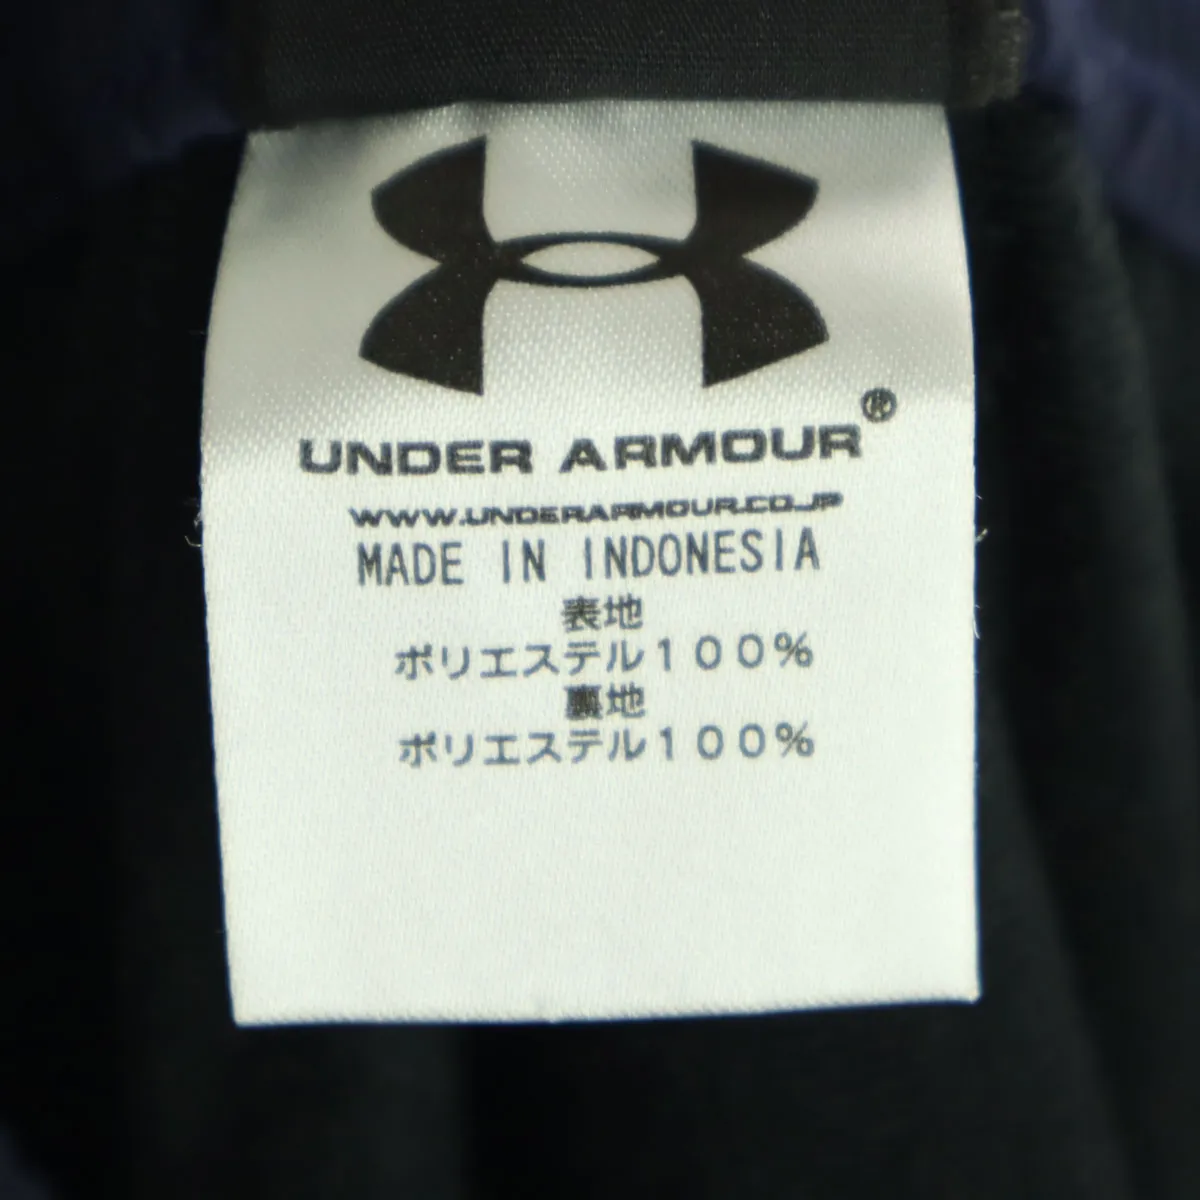 UNDER ARMOUR®
WWW.UNDERARMOUR.CO.JP
MADE IN INDONESIA
表地
ポリエステル100%
裏地
ポリエステル100%